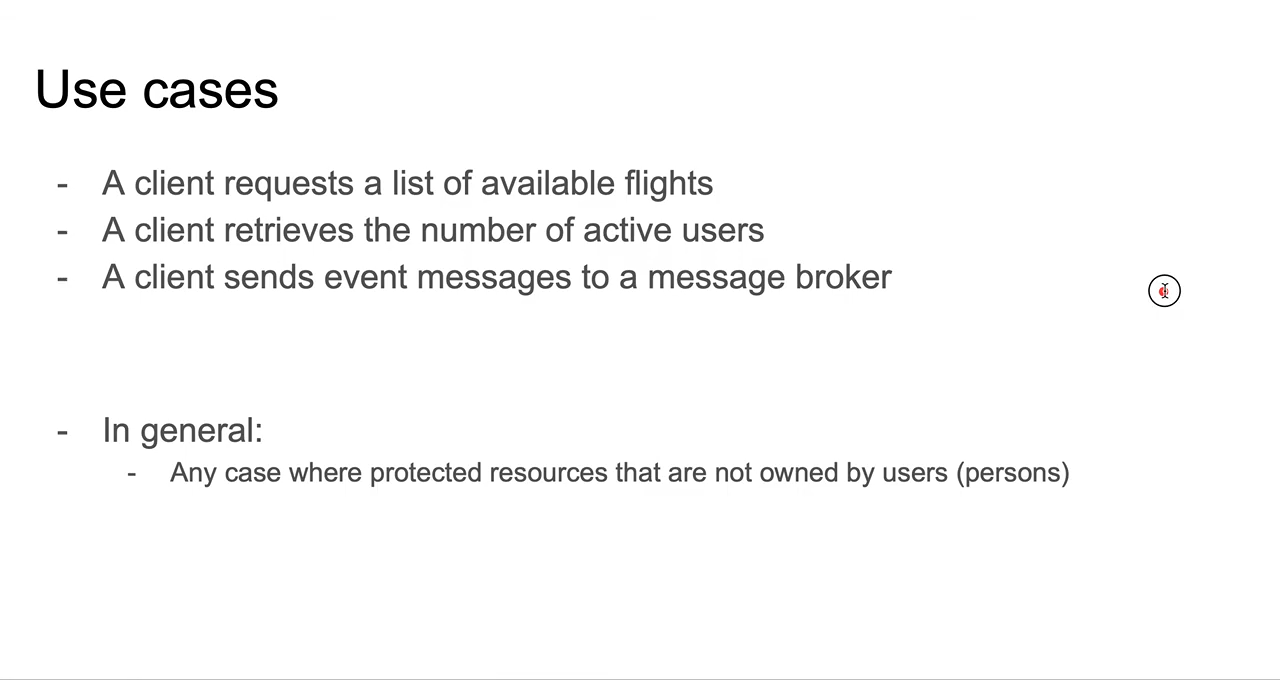 Use cases
- A client requests a list of available flights
- A client retrieves the number of active users
- A client sends event messages to a message broker
- In general:
- Any case where protected resources that are not owned by users (persons)